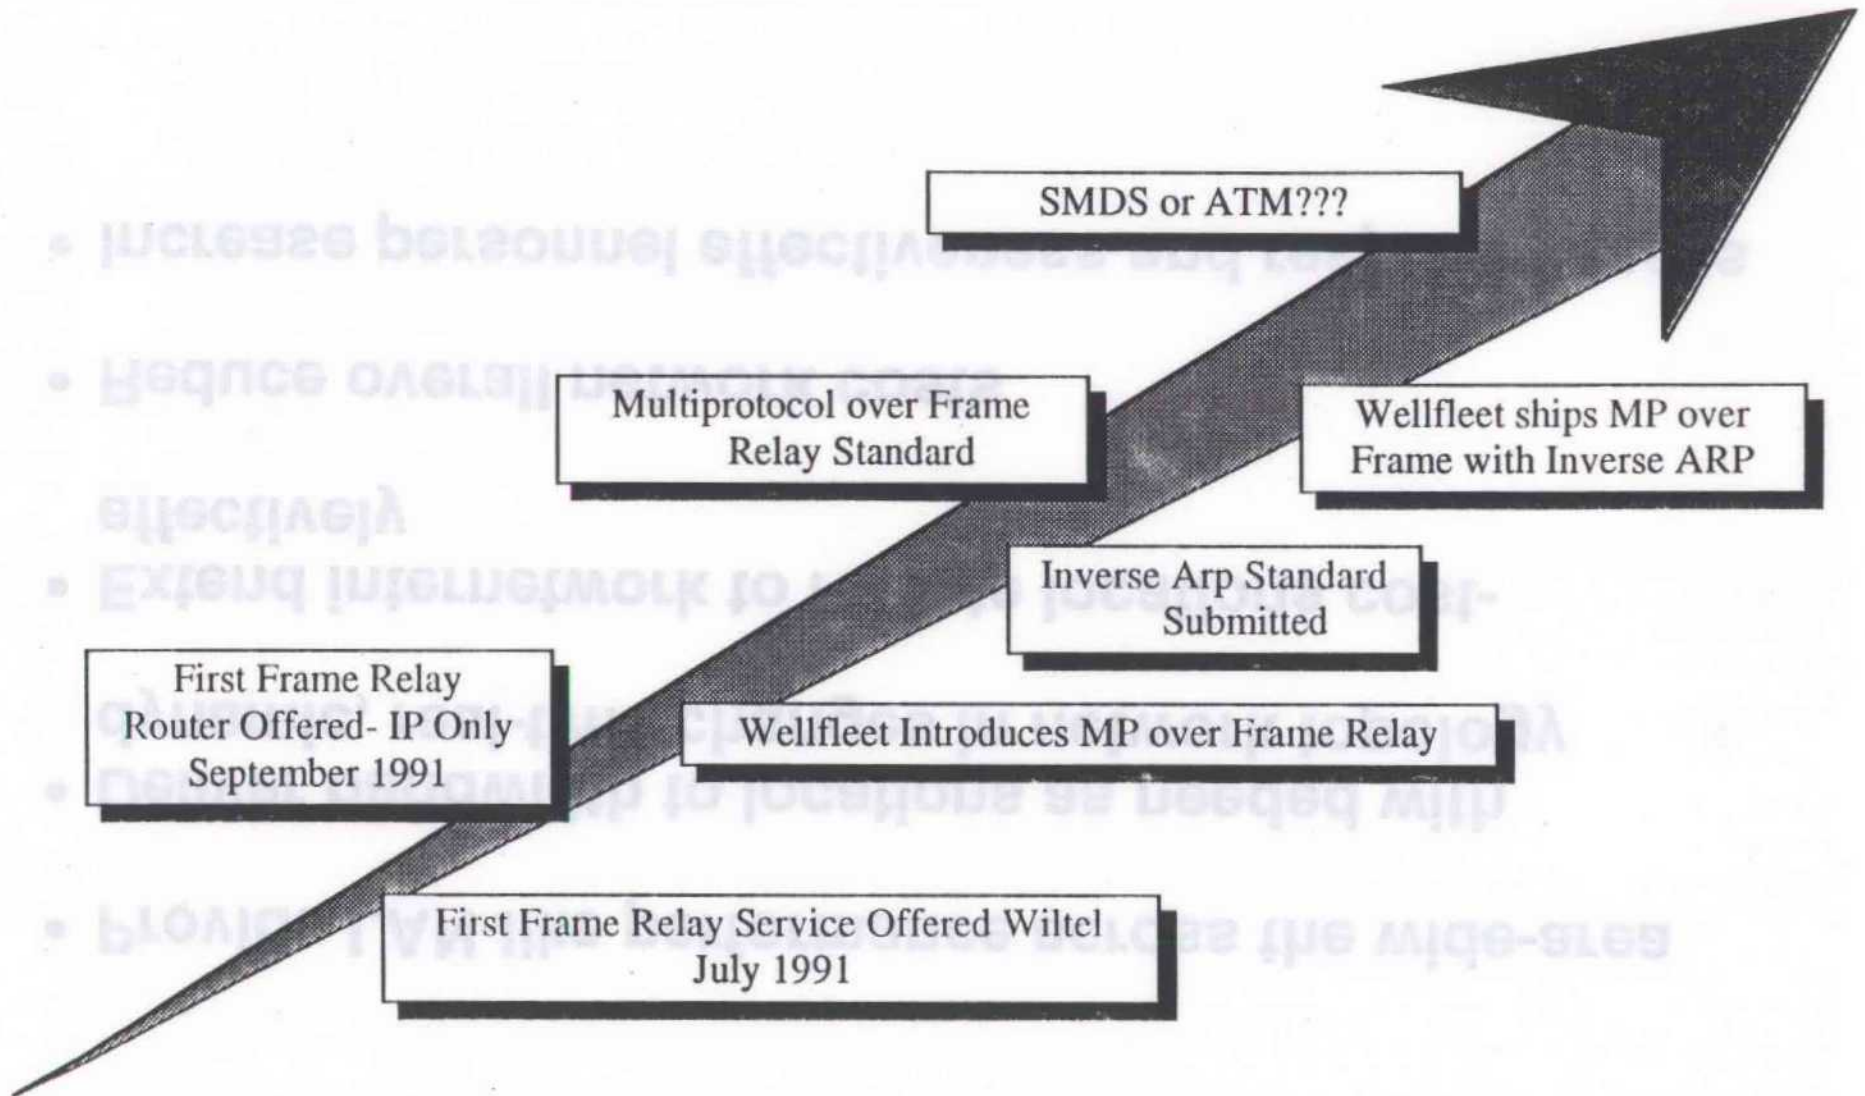 SMDS or ATM???
Multiprotocol over Frame
Relay Standard
Wellfleet ships MP over
Frame with Inverse ARP
Inverse Arp Standard
Submitted
First Frame Relay
Router Offered- IP Only
September 1991
Wellfleet Introduces MP over Frame Relay
First Frame Relay Service Offered Wiltel
July 1991